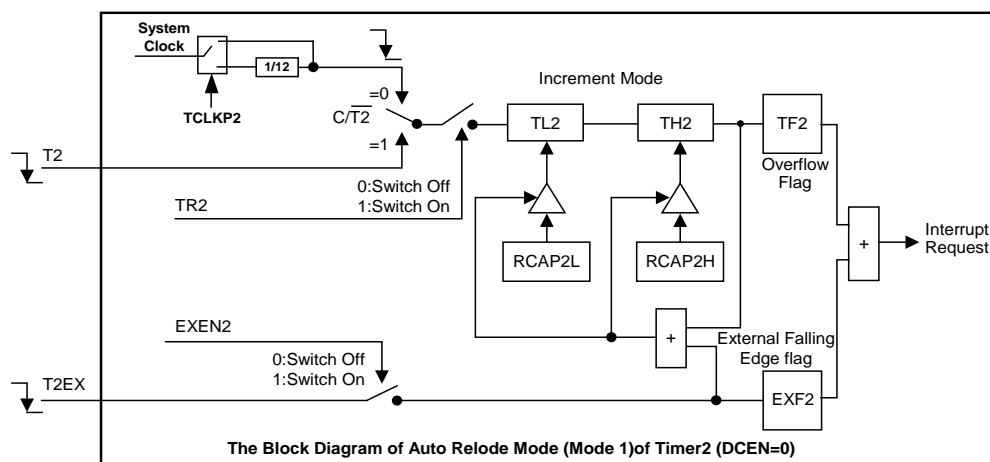 System
Clock
1/12
TCLKP2
=0
C/T2
=1
Increment Mode
TL2
TH2
TF2
Overflow
Flag
T2
0:Switch Off
1:Switch On
TR2
RCAP2L
RCAP2H
+
Interrupt
Request
EXEN2
0:Switch Off
1:Switch On
+
External Falling
Edge flag
T2EX
EXF2
The Block Diagram of Auto Relode Mode (Mode 1)of Timer2 (DCEN=0)